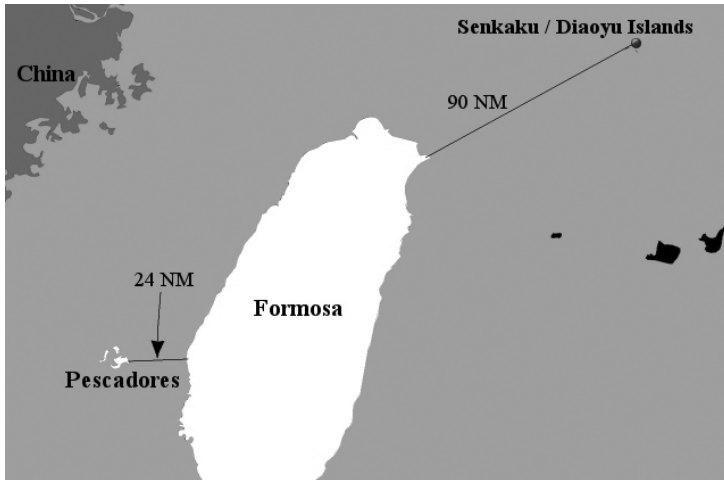 Senkaku / Diaoyu Islands
China
90 NM
24 NM
Formosa
Pescadores